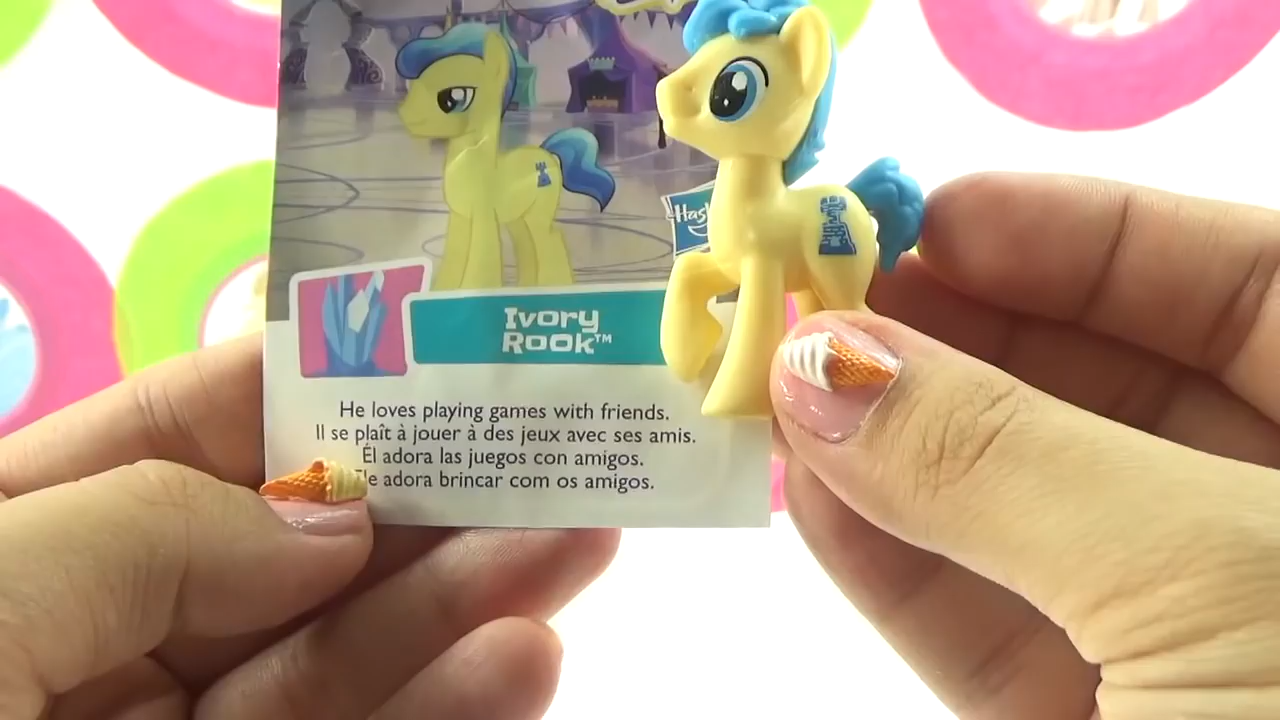 Ivory
Rook™
He loves playing games with friends.
Il se plaît à jouer à des jeux avec ses amis.
Él adora las juegos con amigos.
adora brincar com os amigos.